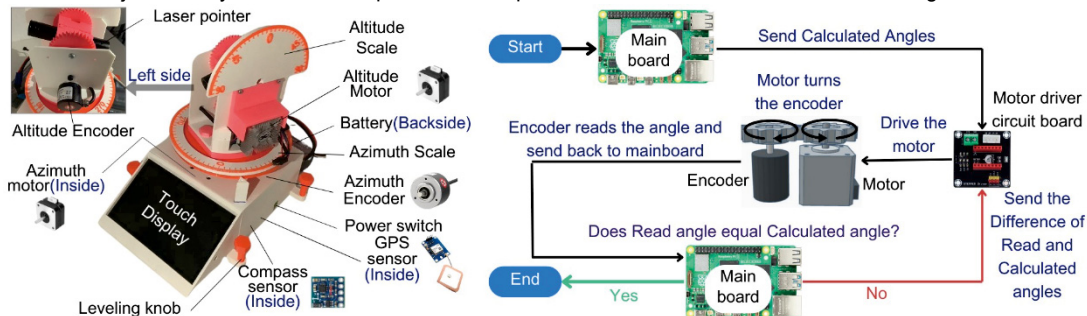 Laser pointer
Altitude
Scale
Altitude
Motor
Left side
Altitude Encoder
Battery(Backside)
Azimuth Scale
Azimuth
motor(Inside)
Azimuth
Encoder
Touch
Display
Power switch
GPS
sensor
(Inside)
Compass
sensor
(Inside)
Leveling knob
Start
Main
board
Send Calculated Angles
Motor turns
the encoder
Motor driver
circuit board
Encoder reads the angle and
send back to mainboard
Drive the
motor
Encoder
Motor
Send the
Difference of
Read and
Calculated
angles
Does Read angle equal Calculated angle?
End
Yes
Main
board
No